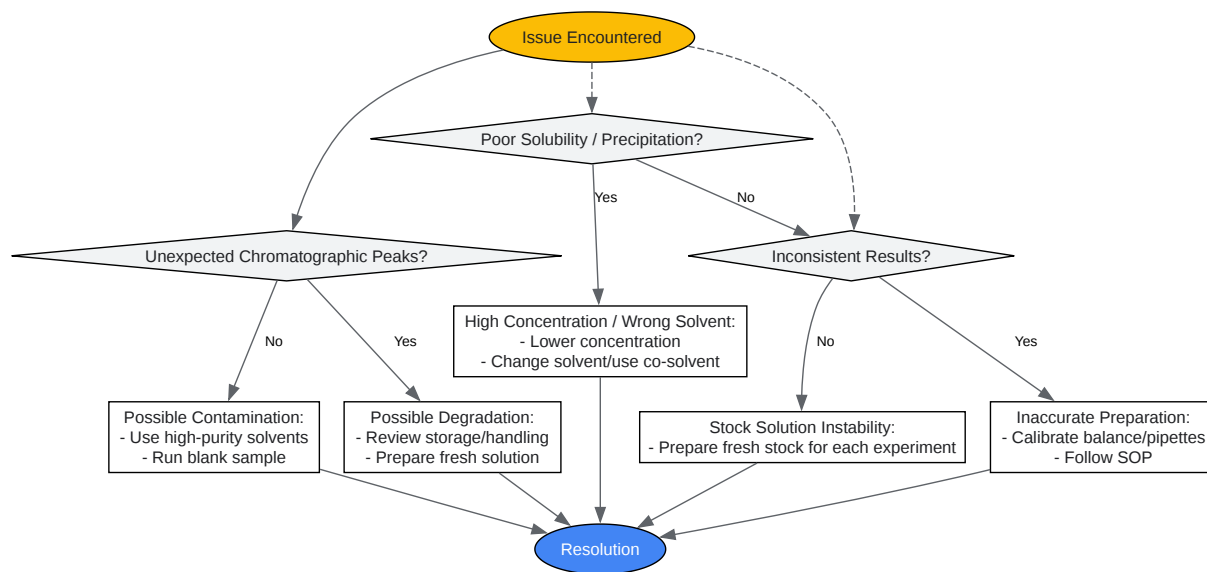 Issue Encountered
Poor Solubility / Precipitation?
Yes
No
Unexpected Chromatographic Peaks?
Inconsistent Results?
High Concentration / Wrong Solvent:
- Lower concentration
- Change solvent/use co-solvent
No
Yes
No
Yes
Possible Contamination:
- Use high-purity solvents
- Run blank sample
Possible Degradation:
- Review storage/handling
- Prepare fresh solution
Stock Solution Instability:
- Prepare fresh stock for each experiment
Inaccurate Preparation:
- Calibrate balance/pipettes
- Follow SOP
Resolution